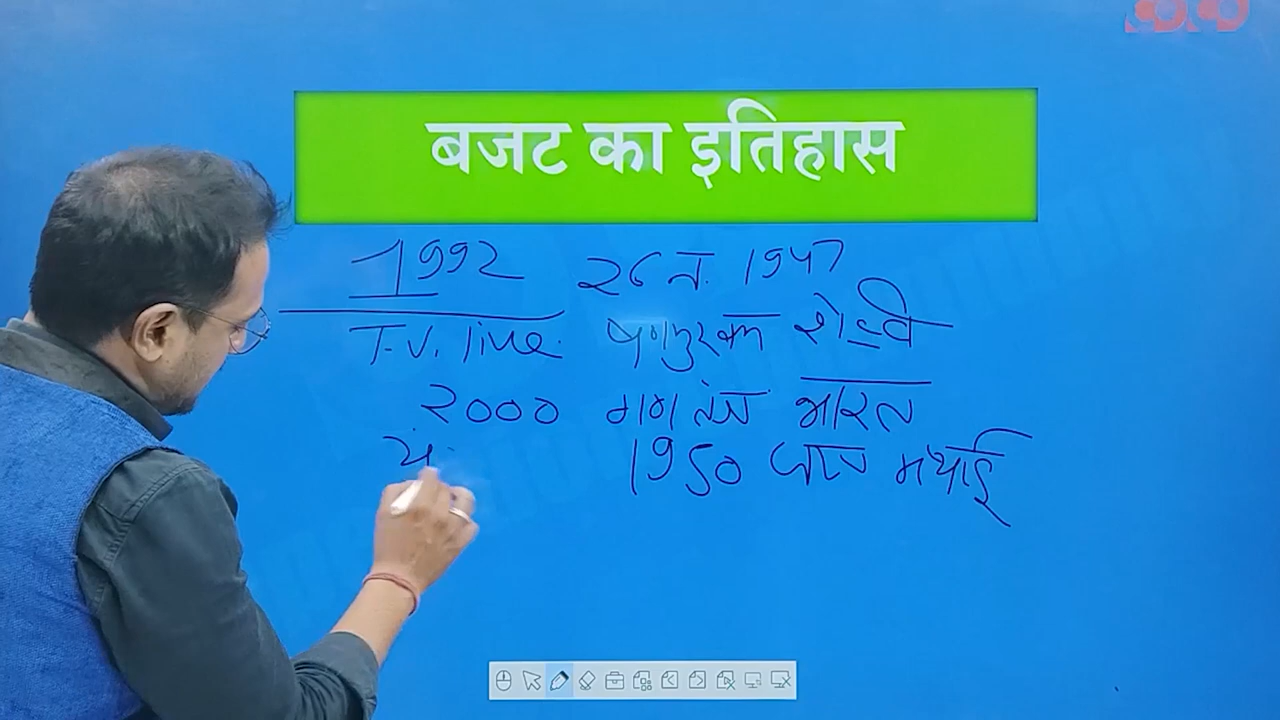 बजट का इतिहास
1992
T.V. live
2000
26 न. 1947
षणमुखम शेट्टी
गणतंत्र भारत
1950 जान मथाई